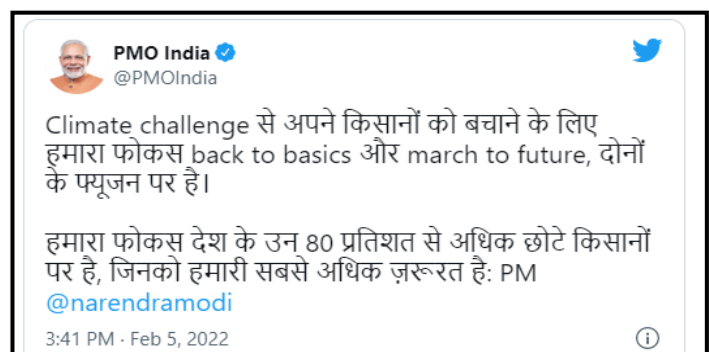 PMO India
@PMOIndia
Climate challenge से अपने किसानों को बचाने के लिए
हमारा फोकस back to basics और march to future, दोनों
के फ्यूजन पर है।
हमारा फोकस देश के उन 80 प्रतिशत से अधिक छोटे किसानों
पर है, जिनको हमारी सबसे अधिक ज़रूरत है: PM
@narendramodi
3:41 PM · Feb 5, 2022